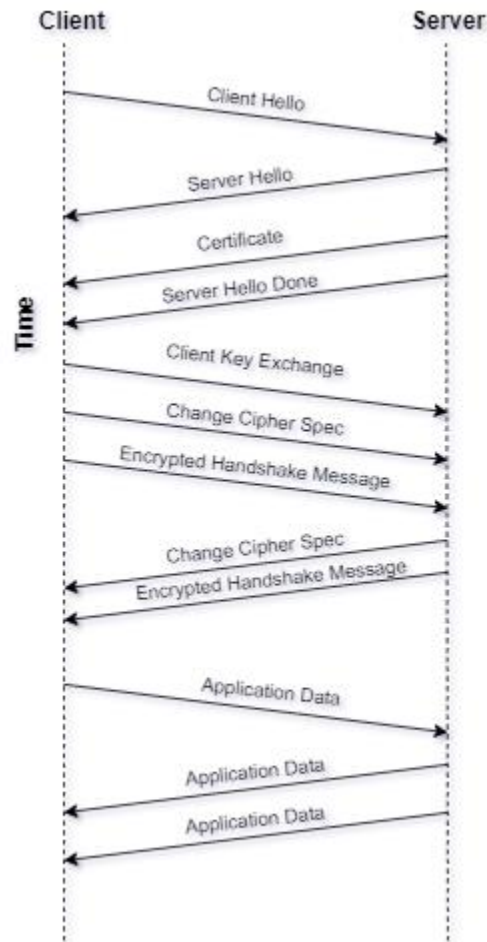 Client
Server
Client Hello
Server Hello
Certificate
Server Hello Done
Time
Client Key Exchange
Change Cipher Spec
Encrypted Handshake Message
Change Cipher Spec
Encrypted Handshake Message
Application Data
Application Data
Application Data